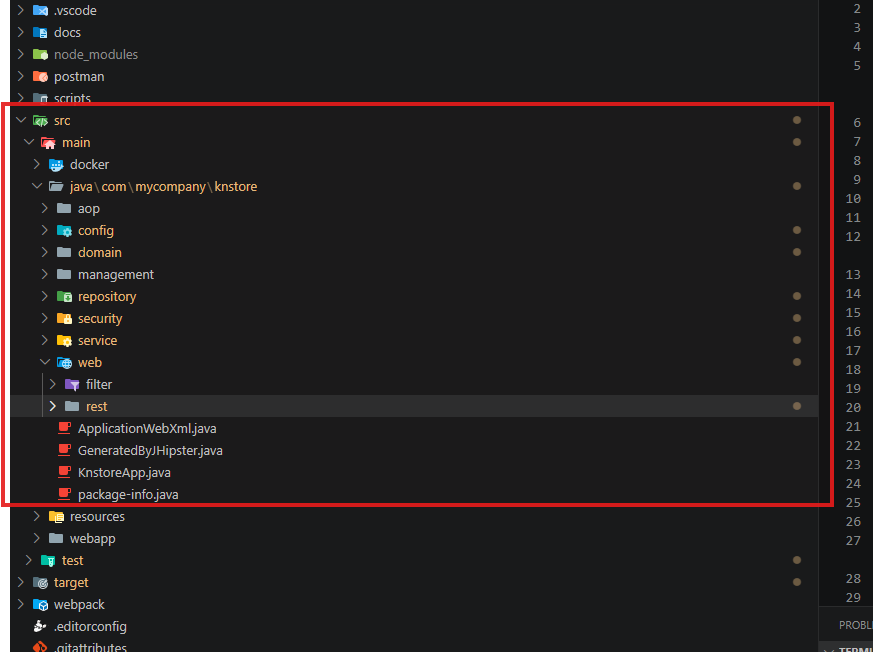 .vscode
2
docs
3
node_modules
4
postman
5
scripts
src
6
main
7
docker
8
java\com\mycompany\knstore
9
aop
10
config
11
domain
12
management
13
repository
14
security
15
service
16
web
17
filter
18
rest
19
20
ApplicationWebXml.java
21
GeneratedByJHipster.java
22
KnstoreApp.java
23
package-info.java
24
25
resources
26
webapp
27
test
target
28
webpack
29
.editorconfig
PROBL
.gitattributes
TERMI